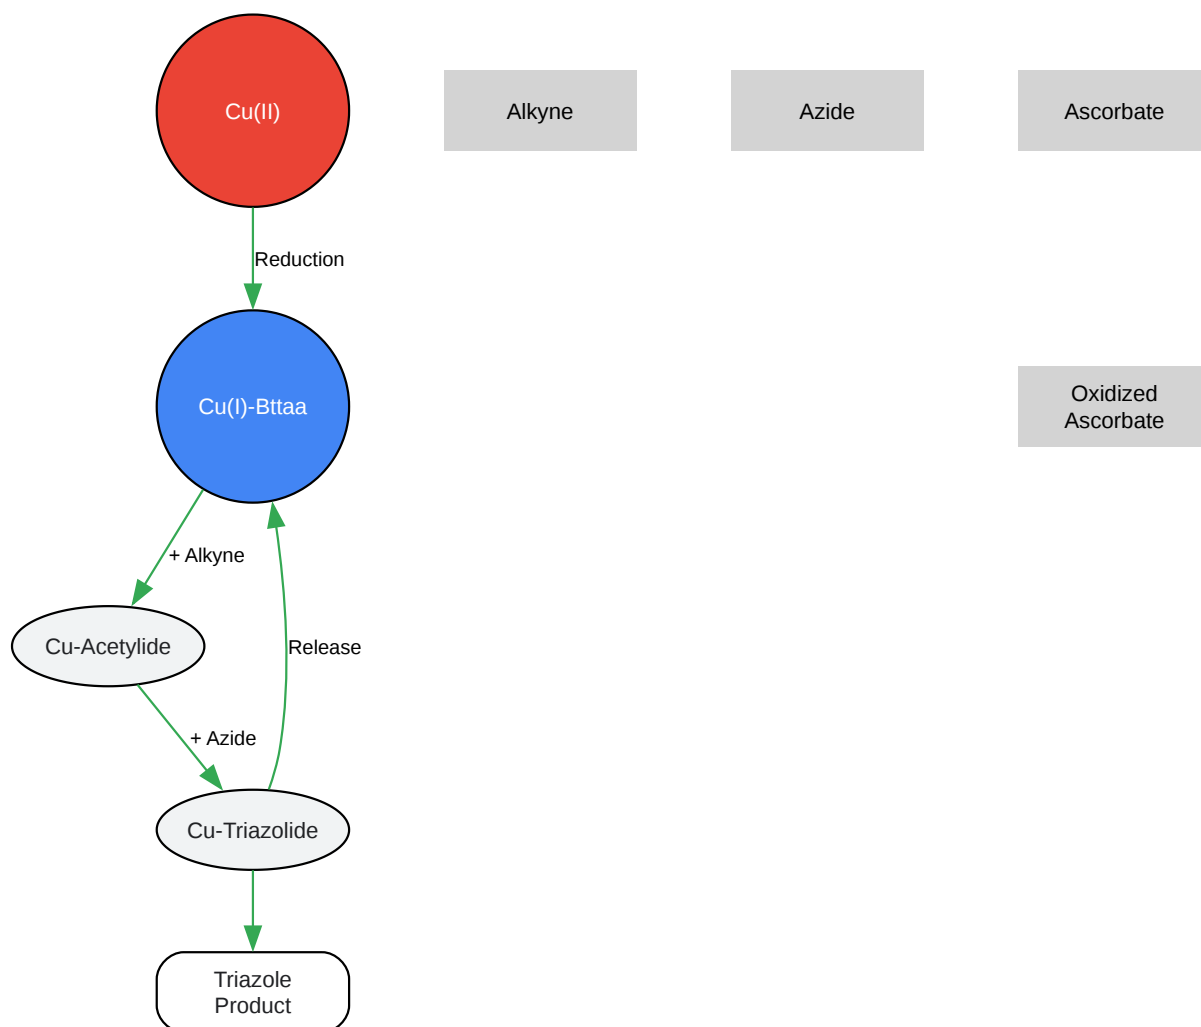 Cu(II)
Alkyne
Azide
Ascorbate
Reduction
Cu(I)-Bttaa
Oxidized
Ascorbate
+ Alkyne
Cu-Acetylide
Release
+ Azide
Cu-Triazolide
Triazole
Product